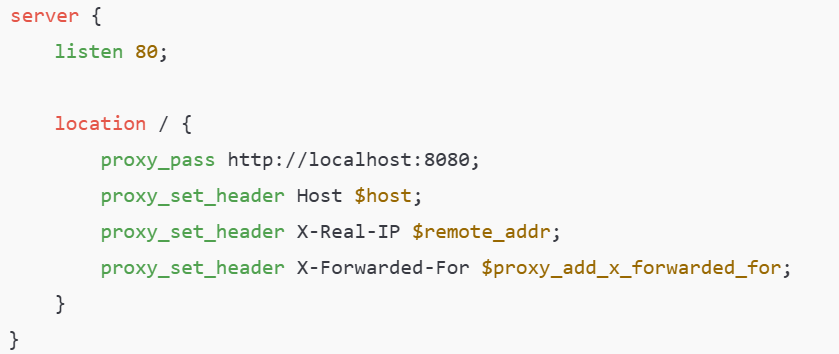 server {
    listen 80;

    location / {
        proxy_pass http://localhost:8080;
        proxy_set_header Host $host;
        proxy_set_header X-Real-IP $remote_addr;
        proxy_set_header X-Forwarded-For $proxy_add_x_forwarded_for;
    }
}